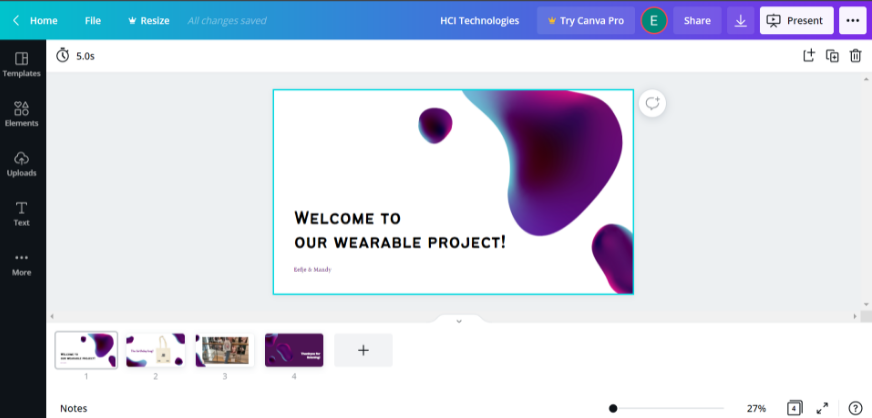 Home File Resize All changes saved HCI Technologies Try Canva Pro E Share Present
5.0s
Templates
Elements
Uploads
Text
More
WELCOME TO
OUR WEARABLE PROJECT!
& Mandy
1 2 3 4
Notes 27% 4 ?